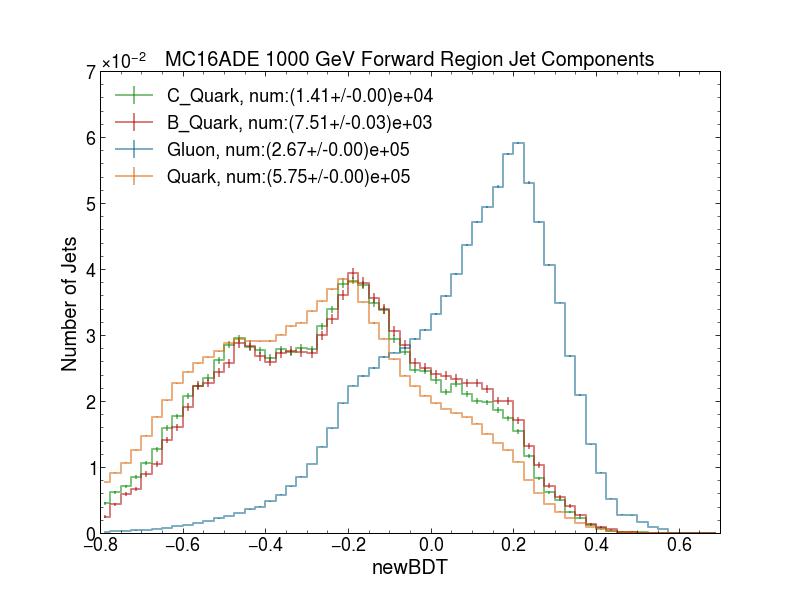 ×10−2 MC16ADE 1000 GeV Forward Region Jet Components
C_Quark, num:(1.41+/-0.00)e+04
B_Quark, num:(7.51+/-0.03)e+03
Gluon, num:(2.67+/-0.00)e+05
Quark, num:(5.75+/-0.00)e+05
Number of Jets
7
6
5
4
3
2
1
0
−0.8 −0.6 −0.4 −0.2 0.0 0.2 0.4 0.6
newBDT